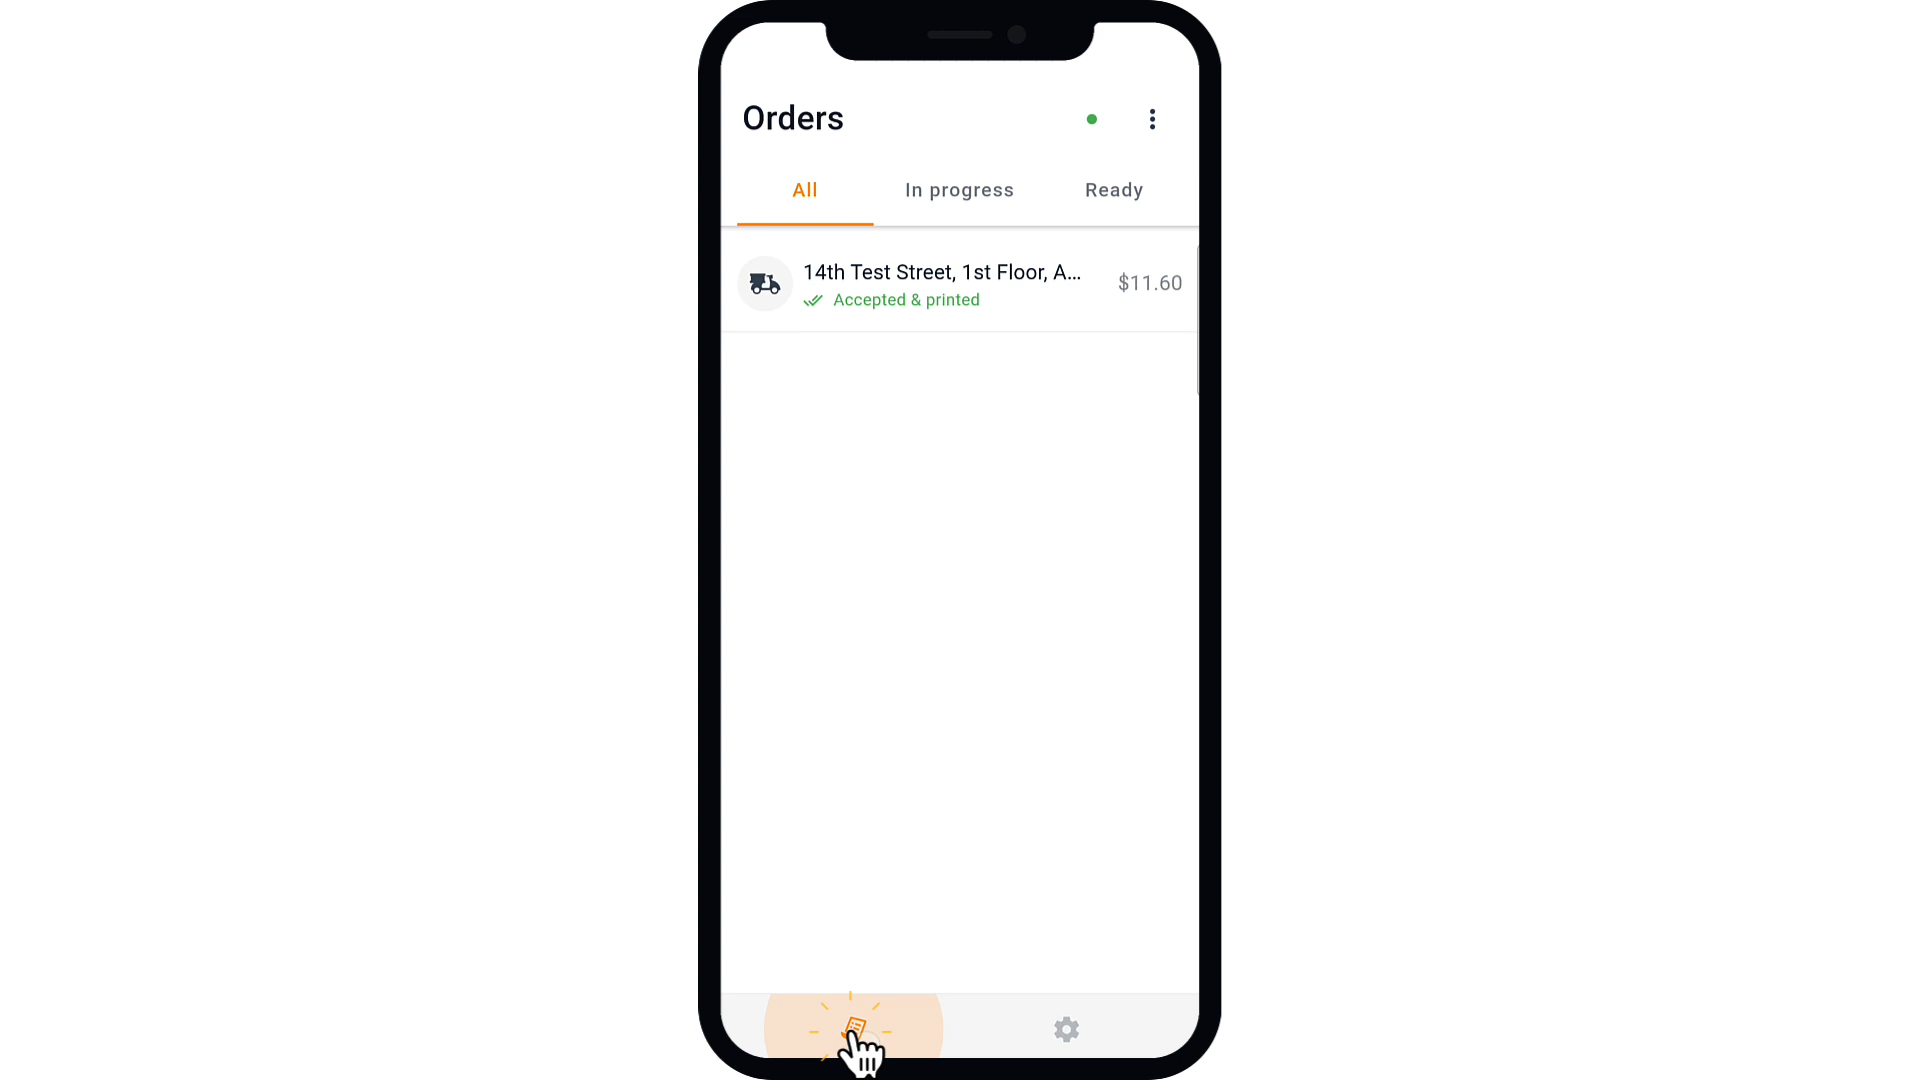 Orders
All
In progress
Ready
14th Test Street, 1st Floor, A...
$11.60
Accepted & printed